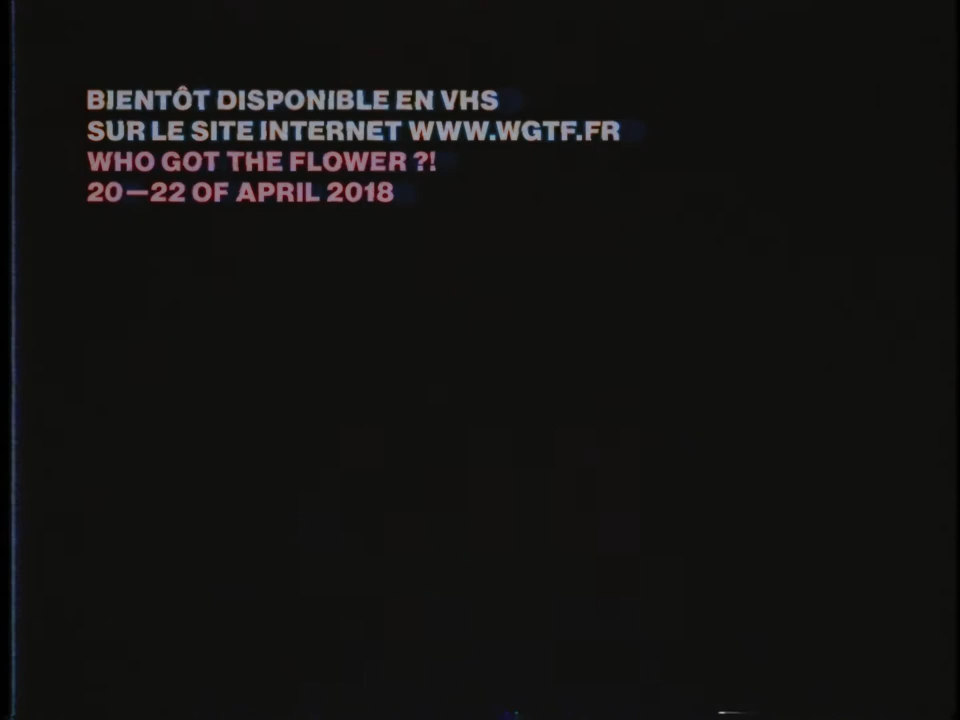 BIENTÔT DISPONIBLE EN VHS
SUR LE SITE INTERNET WWW.WGTF.FR
WHO GOT THE FLOWER ?!
20—22 OF APRIL 2018